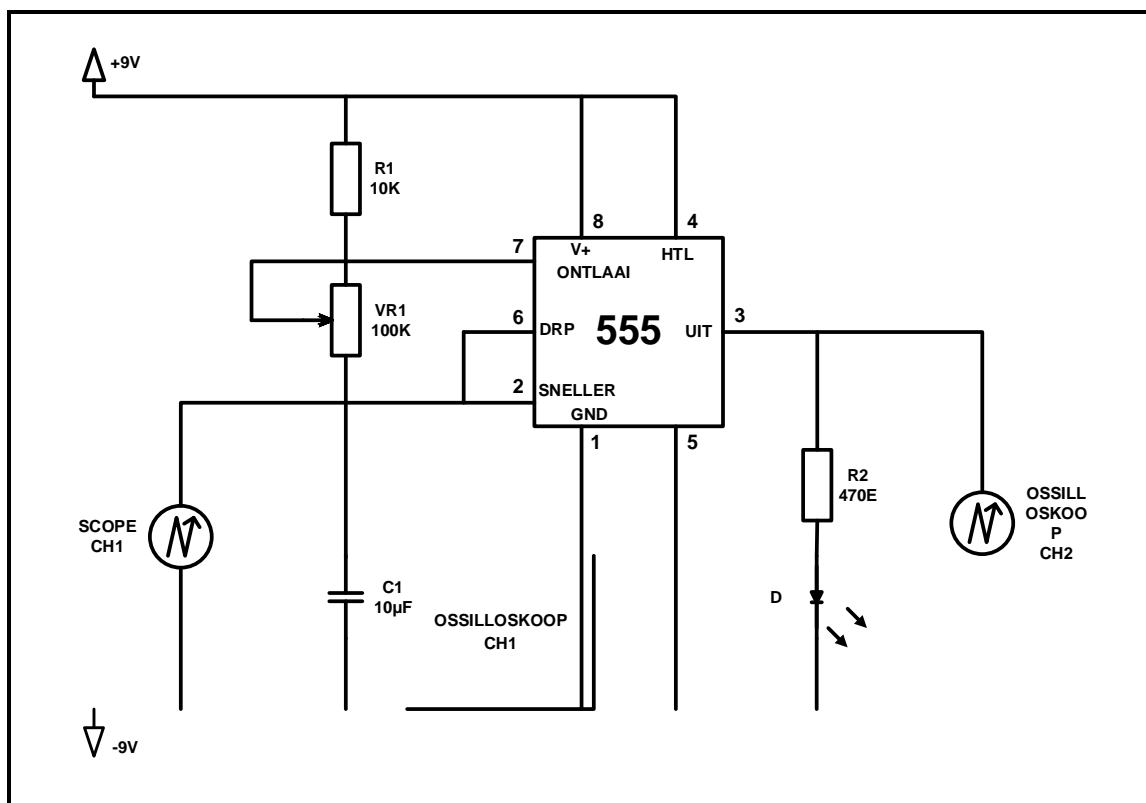 +9V
R1
10K
8
4
7
V+
HTL
ONTLAAI
VR1
100K
6
DRP
555
UIT
3
2
SNELLER
GND
1
5
R2
470E
SCOPE
CH1
OSSILL
OSKOO
P
CH2
C1
10µF
OSSILLOSKOOP
CH1
D
-9V